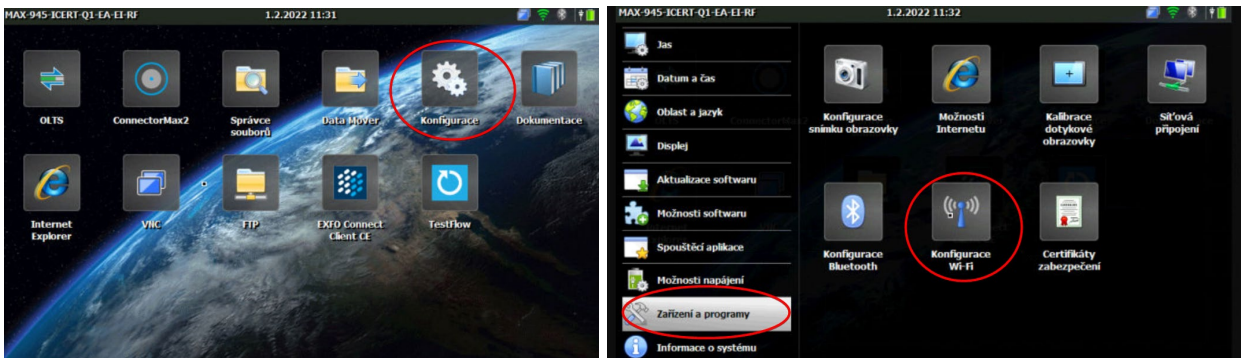 MAX-945-ICERT-Q1-EA-EI-RF 1.2.2022 11:31
OLTS
ConnectorMax2
Správce
souborů
Data Mover
Konfigurace
Dokumentace
Internet
Explorer
VNC
FTP
EXFO Connect
Client CE
TestFlow
MAX-945-ICERT-Q1-EA-EI-RF 1.2.2022 11:32
Jas
Datum a čas
Oblast a jazyk
Displej
Aktualizace softwaru
Možnosti softwaru
Spouštěcí aplikace
Možnosti napájení
Zařízení a programy
Informace o systému
Konfigurace
snímku obrazovky
Možnosti
Internetu
Kalibrace
dotykové
obrazovky
Síťová
připojení
Konfigurace
Bluetooth
Konfigurace
Wi-Fi
Certifikáty
zabezpečení